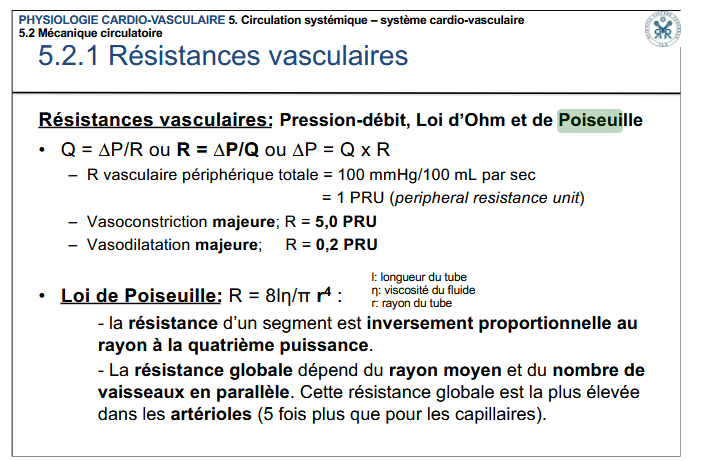 PHYSIOLOGIE CARDIO-VASCULAIRE 5. Circulation systémique – système cardio-vasculaire
5.2 Mécanique circulatoire
5.2.1 Résistances vasculaires
Résistances vasculaires: Pression-débit, Loi d'Ohm et de Poiseuille
• Q = ∆P/R ou R = ∆P/Q ou ∆P = Q x R
– R vasculaire périphérique totale = 100 mmHg/100 mL par sec
= 1 PRU (peripheral resistance unit)
– Vasoconstriction majeure; R = 5,0 PRU
– Vasodilatation majeure; R = 0,2 PRU
l: longueur du tube
η: viscosité du fluide
r: rayon du tube
• Loi de Poiseuille: R = 8lη/π r⁴ :
- la résistance d'un segment est inversement proportionnelle au
rayon à la quatrième puissance.
- La résistance globale dépend du rayon moyen et du nombre de
vaisseaux en parallèle. Cette résistance globale est la plus élevée
dans les artérioles (5 fois plus que pour les capillaires).